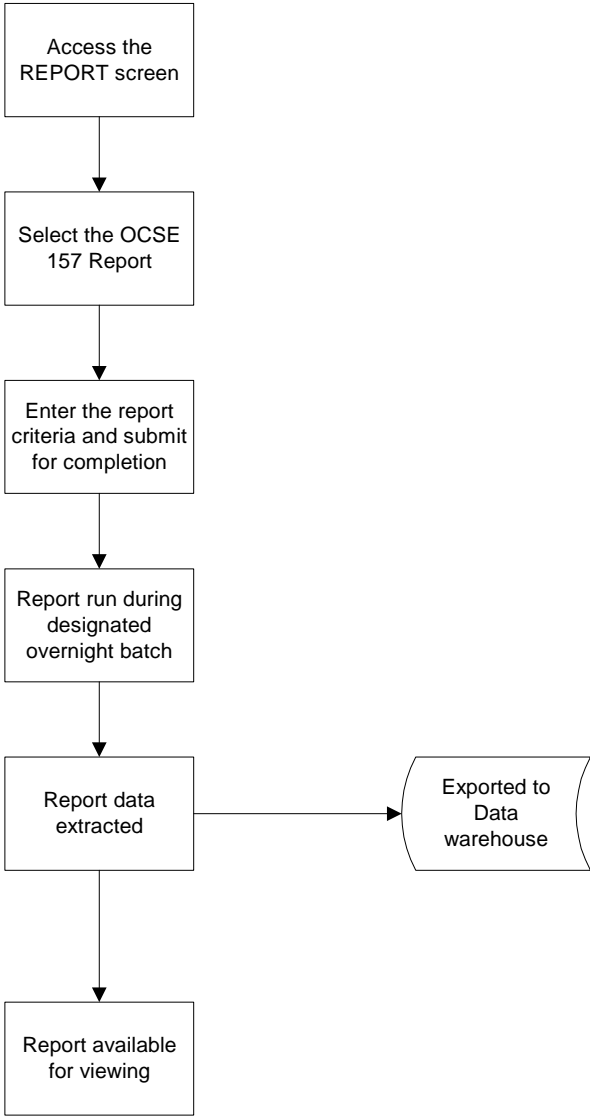 Access the
REPORT screen
Select the OCSE
157 Report
Enter the report
criteria and submit
for completion
Report run during
designated
overnight batch
Report data
extracted
Exported to
Data
warehouse
Report available
for viewing